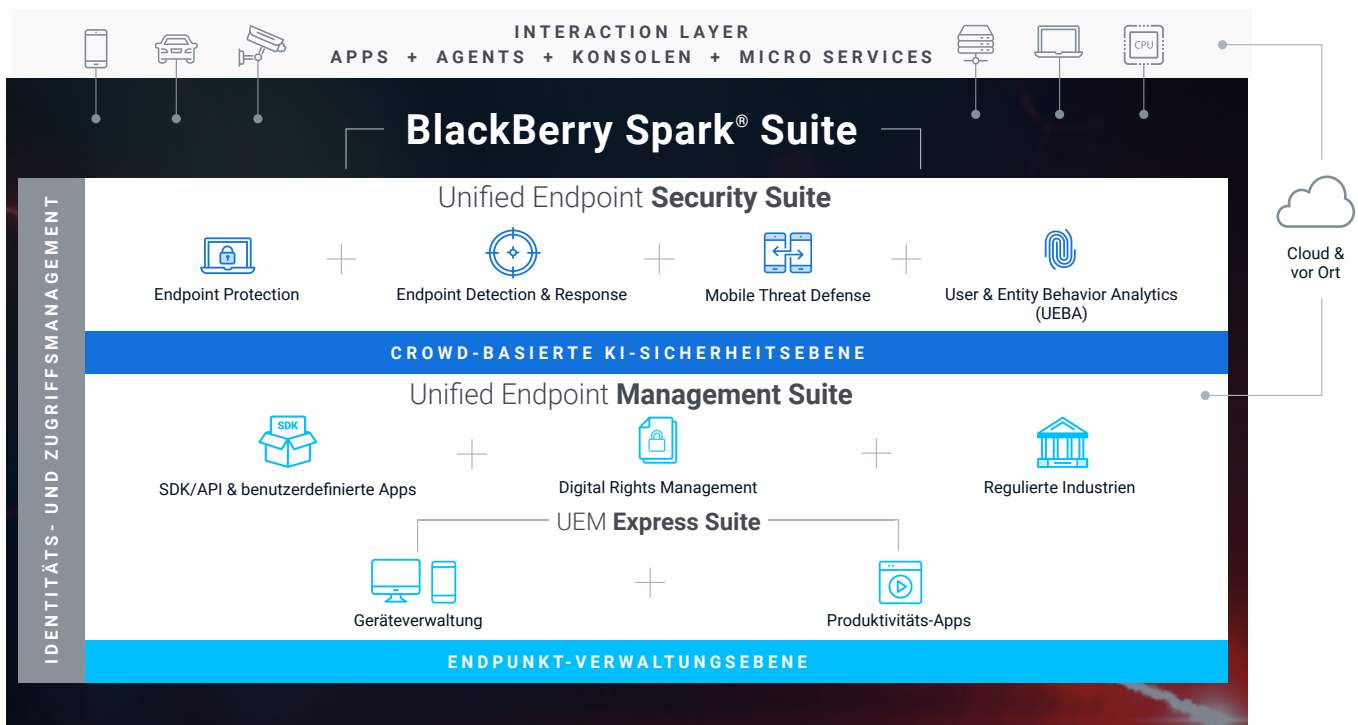 INTERACTION LAYER
APPS + AGENTS + KONSOLEN + MICRO SERVICES
CPU
BlackBerry Spark® Suite
IDENTITÄTS- UND ZUGRIFFSMANAGEMENT
Unified Endpoint Security Suite
Endpoint Protection
Endpoint Detection & Response
Mobile Threat Defense
User & Entity Behavior Analytics
(UEBA)
Cloud &
vor Ort
CROWD-BASIERTE KI-SICHERHEITSEBENE
Unified Endpoint Management Suite
SDK
SDK/API & benutzerdefinierte Apps
Digital Rights Management
Regulierte Industrien
UEM Express Suite
Geräteverwaltung
Produktivitäts-Apps
ENDPUNKT-VERWALTUNGSEBENE